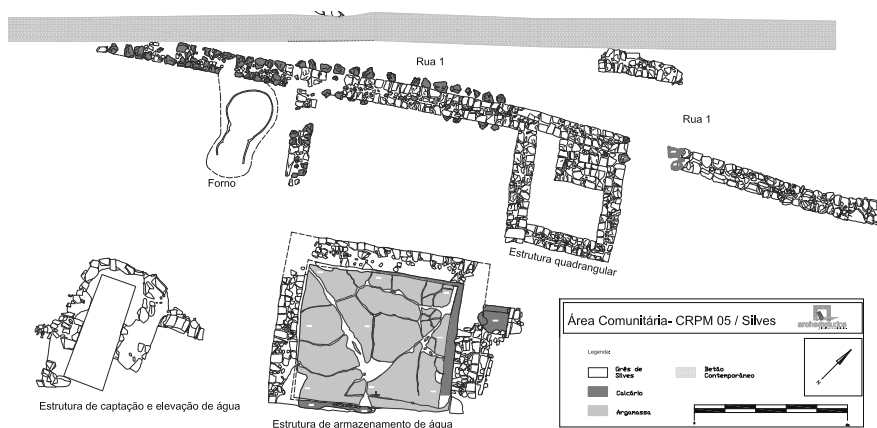 Rua 1
Rua 1
Forno
Estrutura quadrangular
Estrutura de captação e elevação de água
Estrutura de armazenamento de água
Área Comunitária- CRPM 05 / Silves
Legenda:
Grés de
Silves
Betão
Contemporâneo
Calcário
Argamassa
N